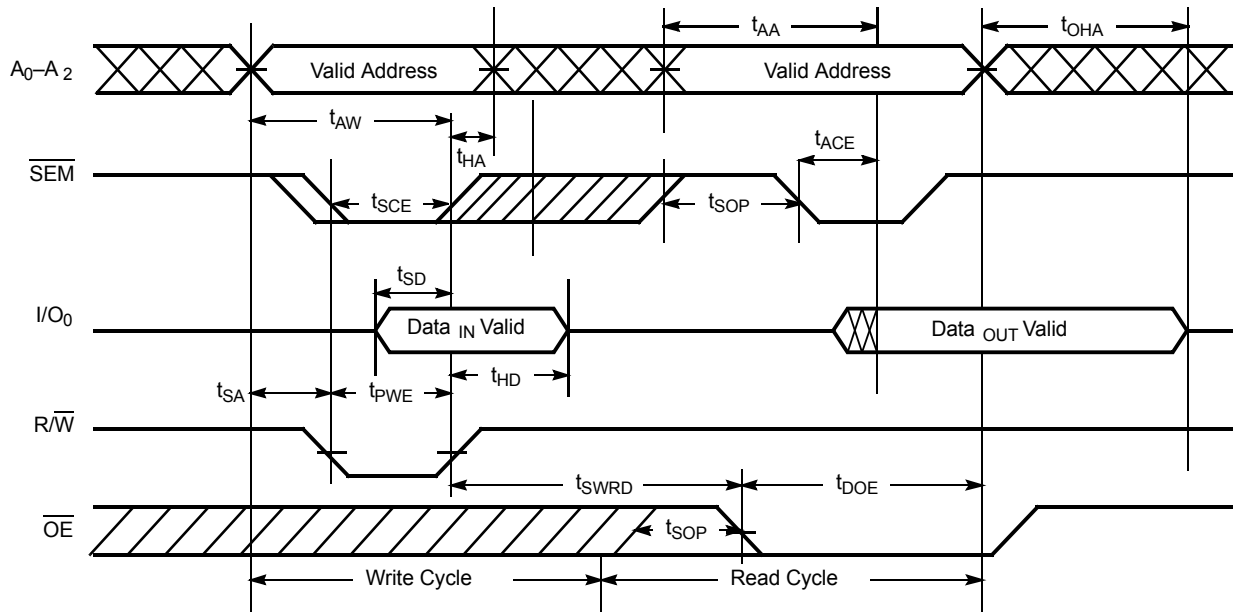 tAA
tOHA
A0–A 2
Valid Address
Valid Address
tAW
tHA
tACE
SEM
tSCE
tSOP
tSD
I/O0
Data IN Valid
Data OUT Valid
tSA
tPWE
tHD
R/W
tSWRD
tDOE
OE
tSOP
Write Cycle
Read Cycle